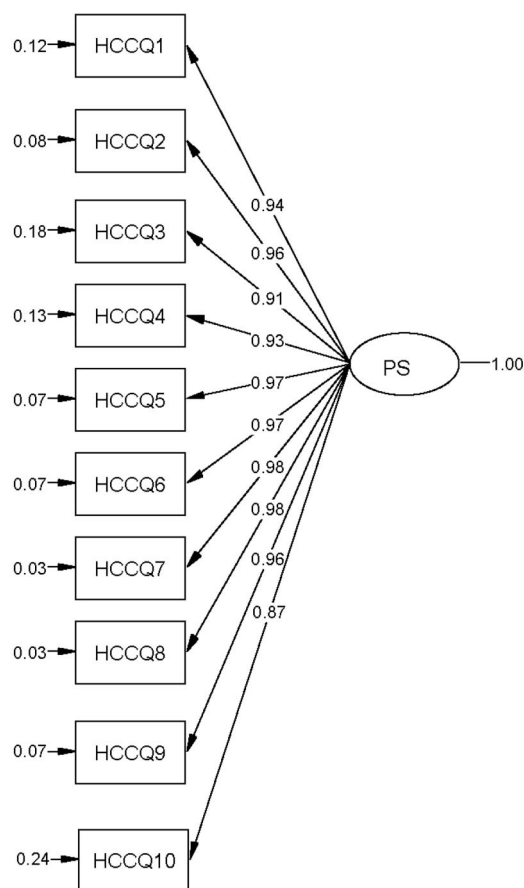 0.12 HCCQ1
0.08 HCCQ2
0.94
0.18 HCCQ3
0.96
0.91
0.13 HCCQ4
0.93
PS 1.00
0.07 HCCQ5
0.97
0.97
0.07 HCCQ6
0.98
0.98
0.03 HCCQ7
0.96
0.87
0.03 HCCQ8
0.07 HCCQ9
0.24 HCCQ10